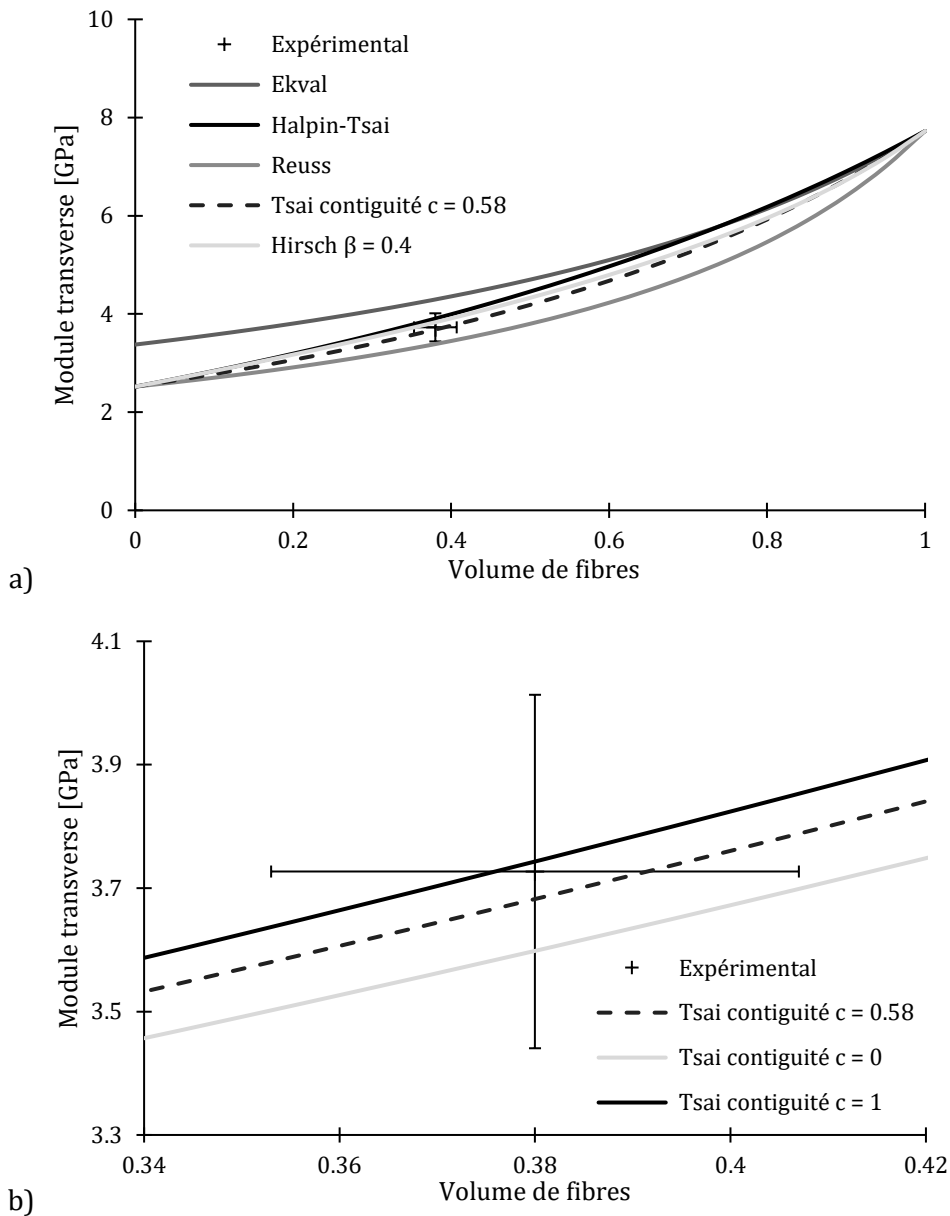 10
8
6
4
2
0
Module transverse [GPa]
Expérimental
Ekval
Halpin-Tsai
Reuss
Tsai contiguité c = 0.58
Hirsch β = 0.4
0 0.2 0.4 0.6 0.8 1
Volume de fibres
a)
4.1
3.9
3.7
3.5
3.3
Module transverse [GPa]
Expérimental
Tsai contiguité c = 0.58
Tsai contiguité c = 0
Tsai contiguité c = 1
0.34 0.36 0.38 0.4 0.42
Volume de fibres
b)